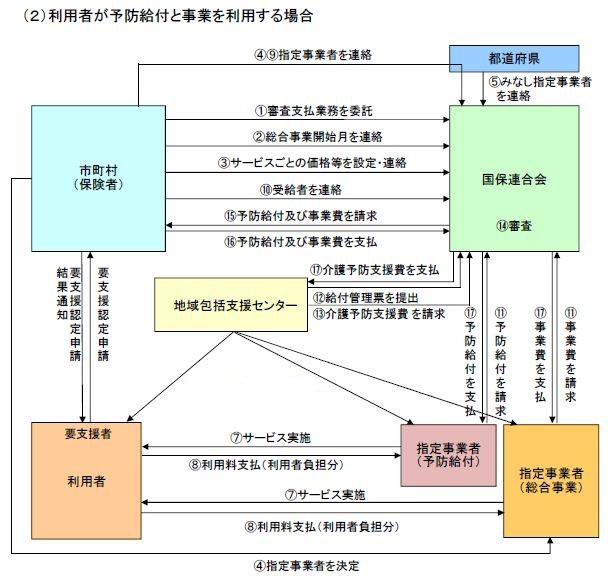 （２）利用者が予防給付と事業を利用する場合
④⑨指定事業者を連絡
都道府県
⑤みなし指定事業者
を連絡
市町村
（保険者）
①審査支払業務を委託
②総合事業開始月を連絡
③サービスごとの価格等を設定・連絡
⑩受給者を連絡
⑮予防給付及び事業費を請求
⑯予防給付及び事業費を支払
国保連合会
⑭審査
要支援認定申請
結果通知
要支援認定申請
地域包括支援センター
⑰介護予防支援費を支払
⑫給付管理票を提出
⑬介護予防支援費 を請求
⑰予防給付を支払
⑪予防給付を請求
⑰事業費を支払
⑪事業費を請求
要支援者
利用者
⑦サービス実施
⑧利用料支払（利用者負担分）
指定事業者
（予防給付）
⑦サービス実施
⑧利用料支払（利用者負担分）
指定事業者
（総合事業）
④指定事業者を決定